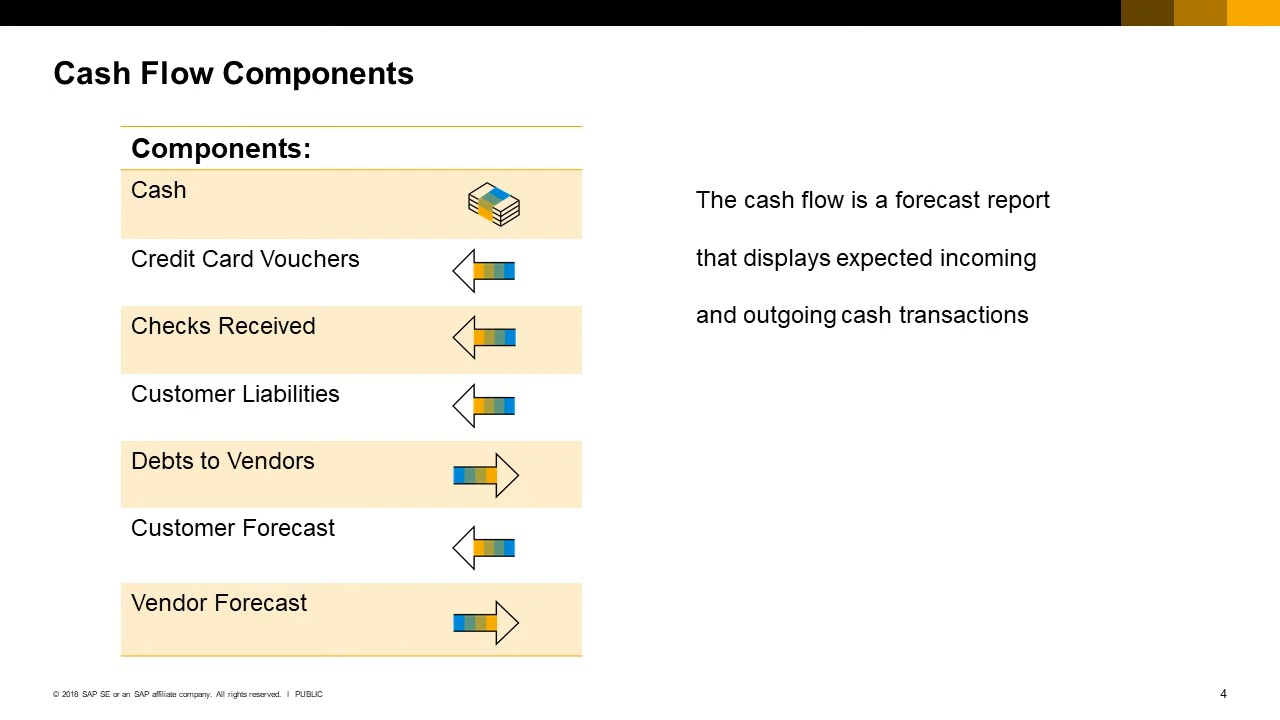 Cash Flow Components
Components:
Cash
Credit Card Vouchers
Checks Received
Customer Liabilities
Debts to Vendors
Customer Forecast
Vendor Forecast
The cash flow is a forecast report
that displays expected incoming
and outgoing cash transactions
© 2018 SAP SE or an SAP affiliate company. All rights reserved. I PUBLIC
4